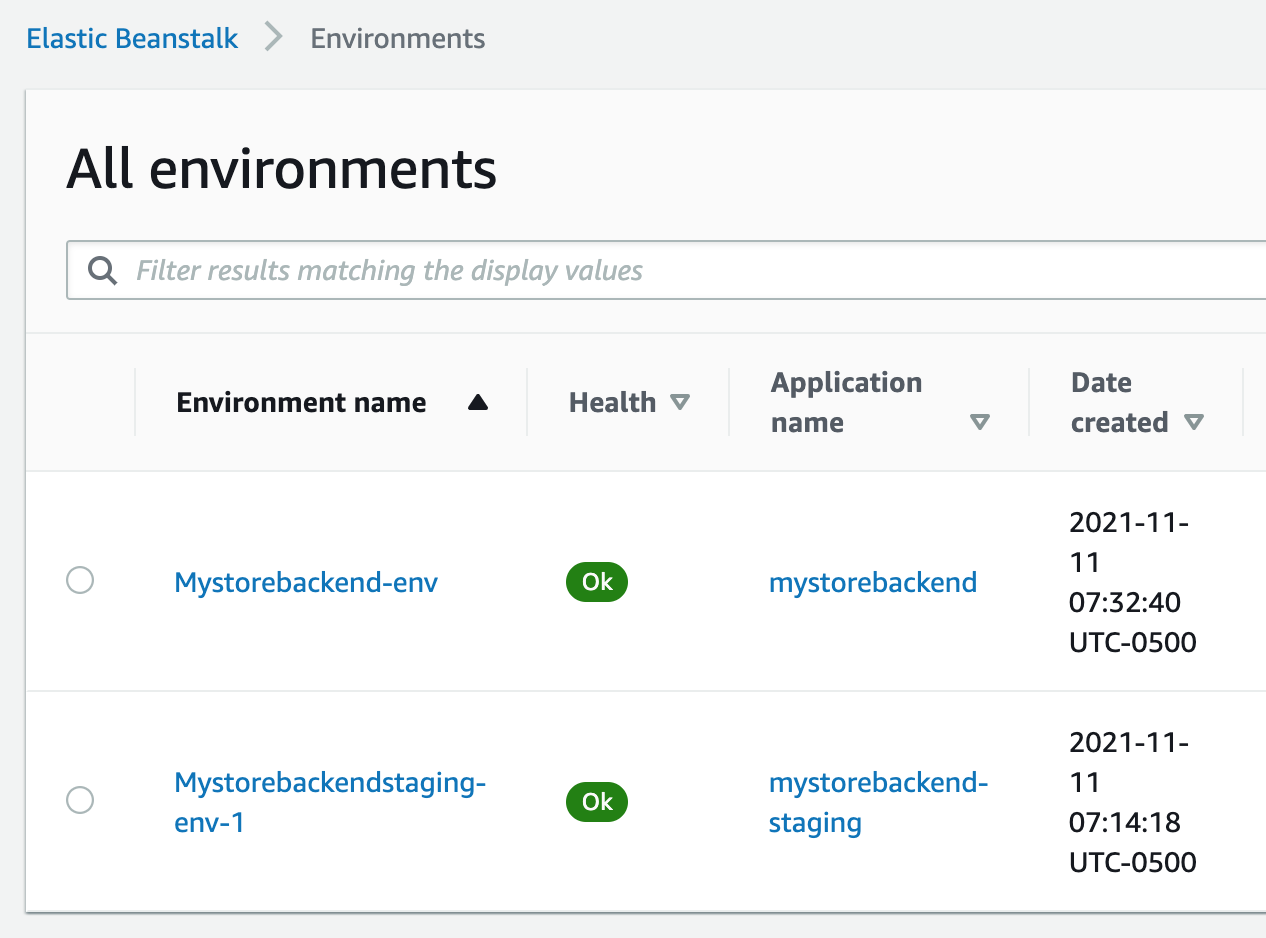 Elastic Beanstalk > Environments
All environments
Filter results matching the display values
Environment name
Health
Application
name
Date
created
Mystorebackend-env
Ok
mystorebackend
2021-11-
11
07:32:40
UTC-0500
Mystorebackendstaging-
env-1
Ok
mystorebackend-
staging
2021-11-
11
07:14:18
UTC-0500